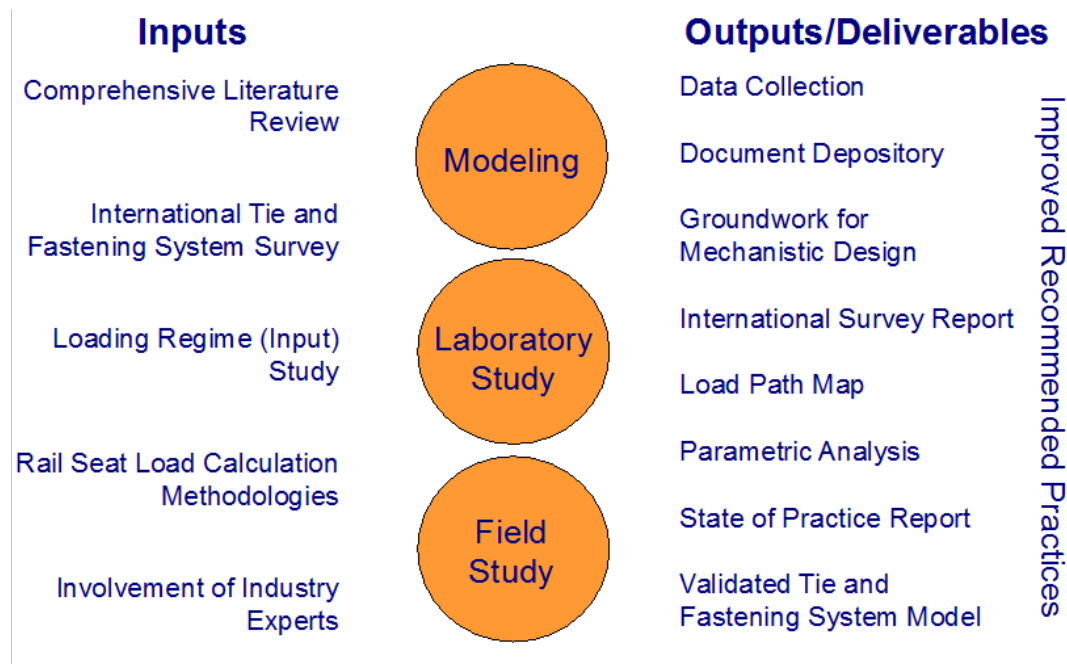 Inputs
Comprehensive Literature
Review
International Tie and
Fastening System Survey
Loading Regime (Input)
Study
Rail Seat Load Calculation
Methodologies
Involvement of Industry
Experts
Modeling
Laboratory
Study
Field
Study
Outputs/Deliverables
Data Collection
Document Depository
Groundwork for
Mechanistic Design
International Survey Report
Load Path Map
Parametric Analysis
State of Practice Report
Validated Tie and
Fastening System Model
Improved Recommended Practices